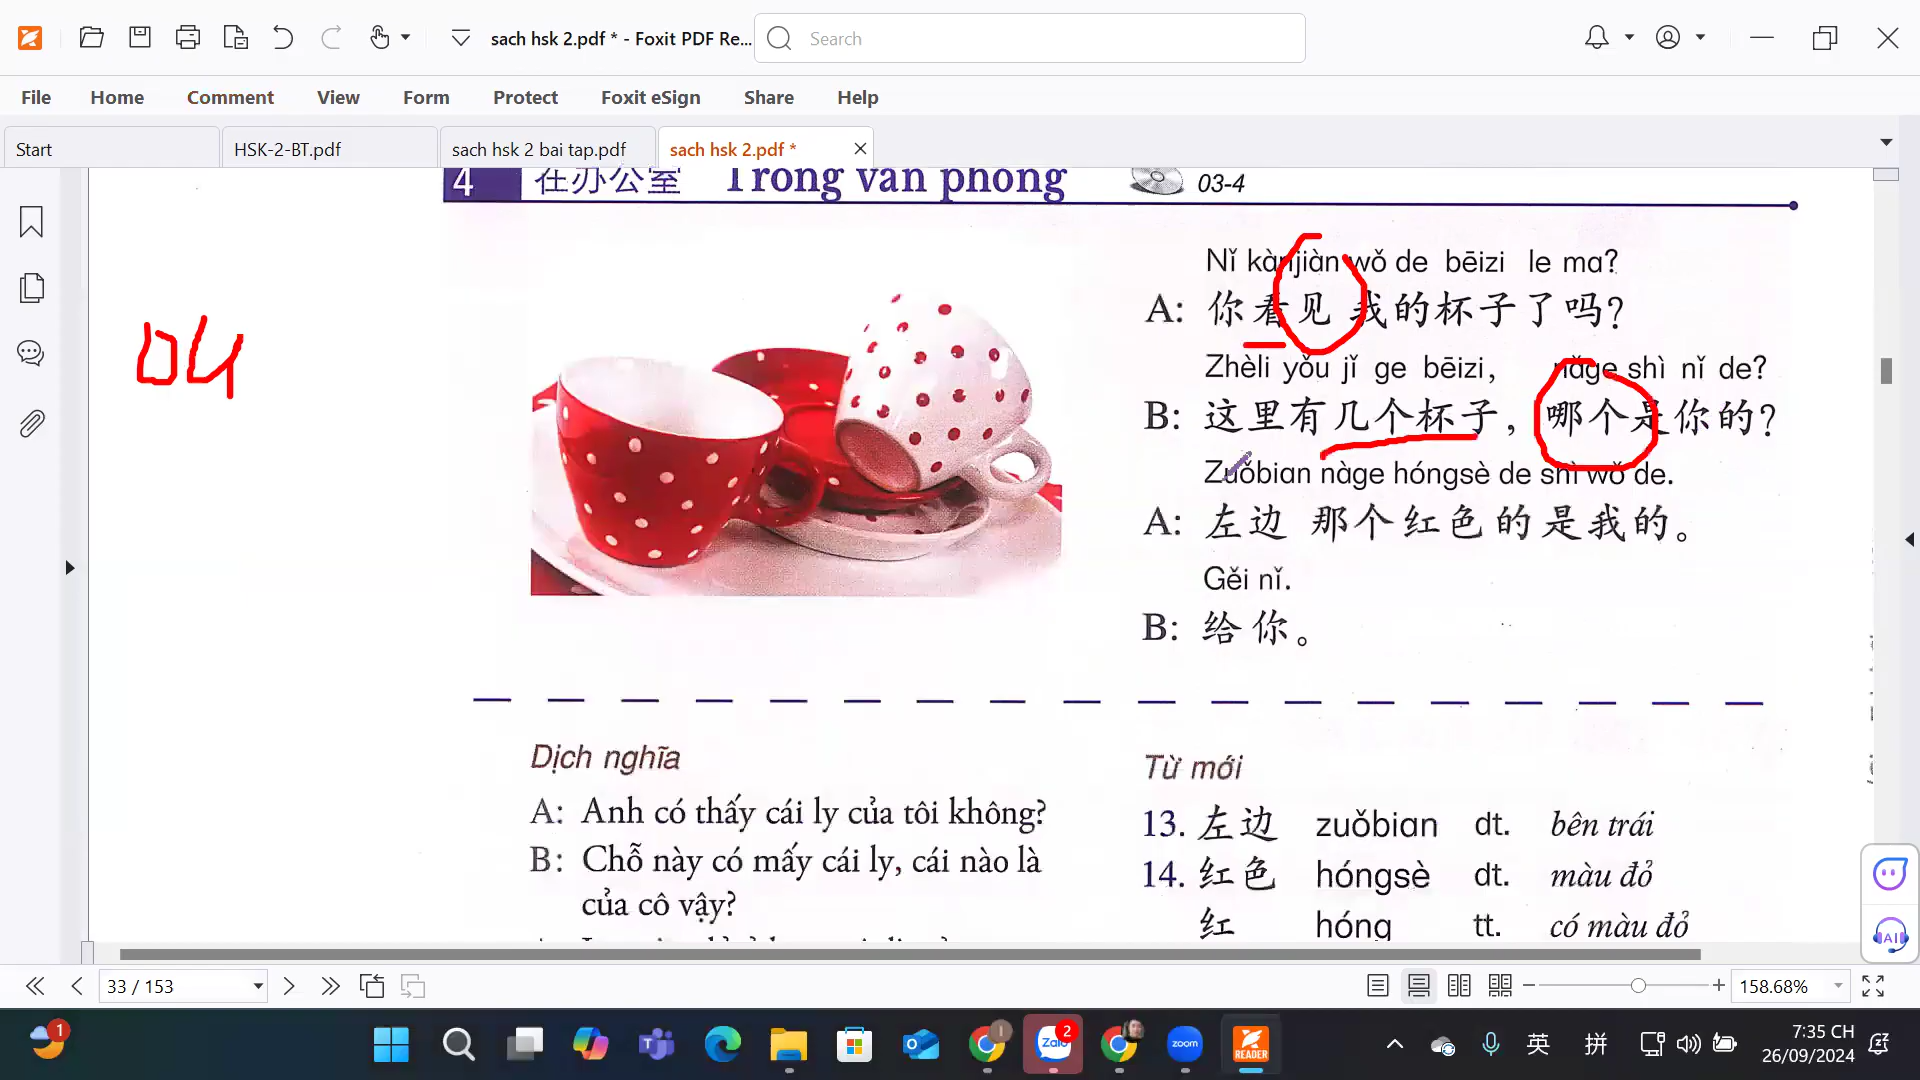 sach hsk 2.pdf * - Foxit PDF Re...
Search
File Home Comment View Form Protect Foxit eSign Share Help
Start
HSK-2-BT.pdf
sach hsk 2 bai tap.pdf
sach hsk 2.pdf *
4 在办公室 Trong văn phòng 03-4
04
Nǐ kànjiàn wǒ de bēizi le ma?
A: 你看见我的杯子了吗?
Zhèli yǒu jǐ ge bēizi, nǎge shì nǐ de?
B: 这里有几个杯子, 哪个是你的?
Zuǒbian nàge hóngsè de shì wǒ de.
A: 左边 那个红色的是我的。
Gěi nǐ.
B: 给你。
Dịch nghĩa
A: Anh có thấy cái ly của tôi không?
B: Chỗ này có mấy cái ly, cái nào là
của cô vậy?
Từ mới
13. 左边 zuǒbian dt. bên trái
14. 红色 hóngsè dt. màu đỏ
红 hóng tt. có màu đỏ
AI
33 / 153
158.68%
1
Zalo
2
zoom
READER
英
拼
7:35 CH
26/09/2024